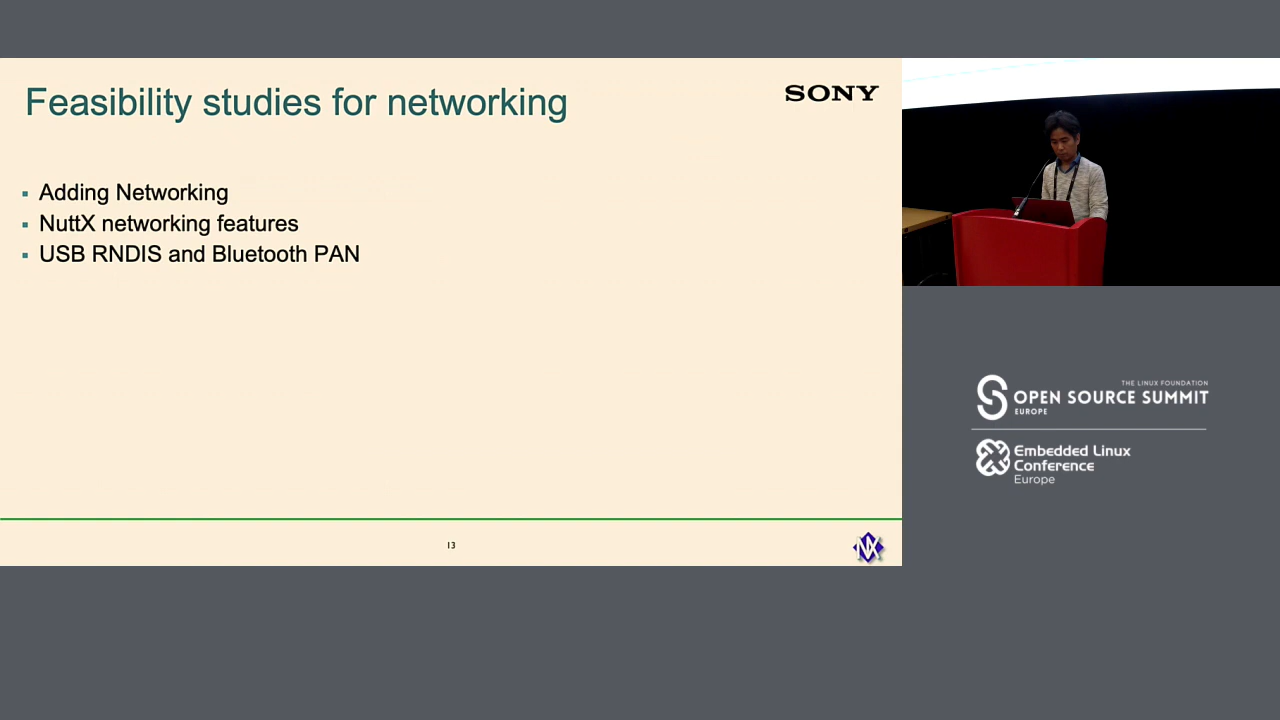 Feasibility studies for networking
SONY
Adding Networking
NuttX networking features
USB RNDIS and Bluetooth PAN
13
NX
THE LINUX FOUNDATION
OPEN SOURCE SUMMIT
EUROPE
Embedded Linux
Conference
Europe